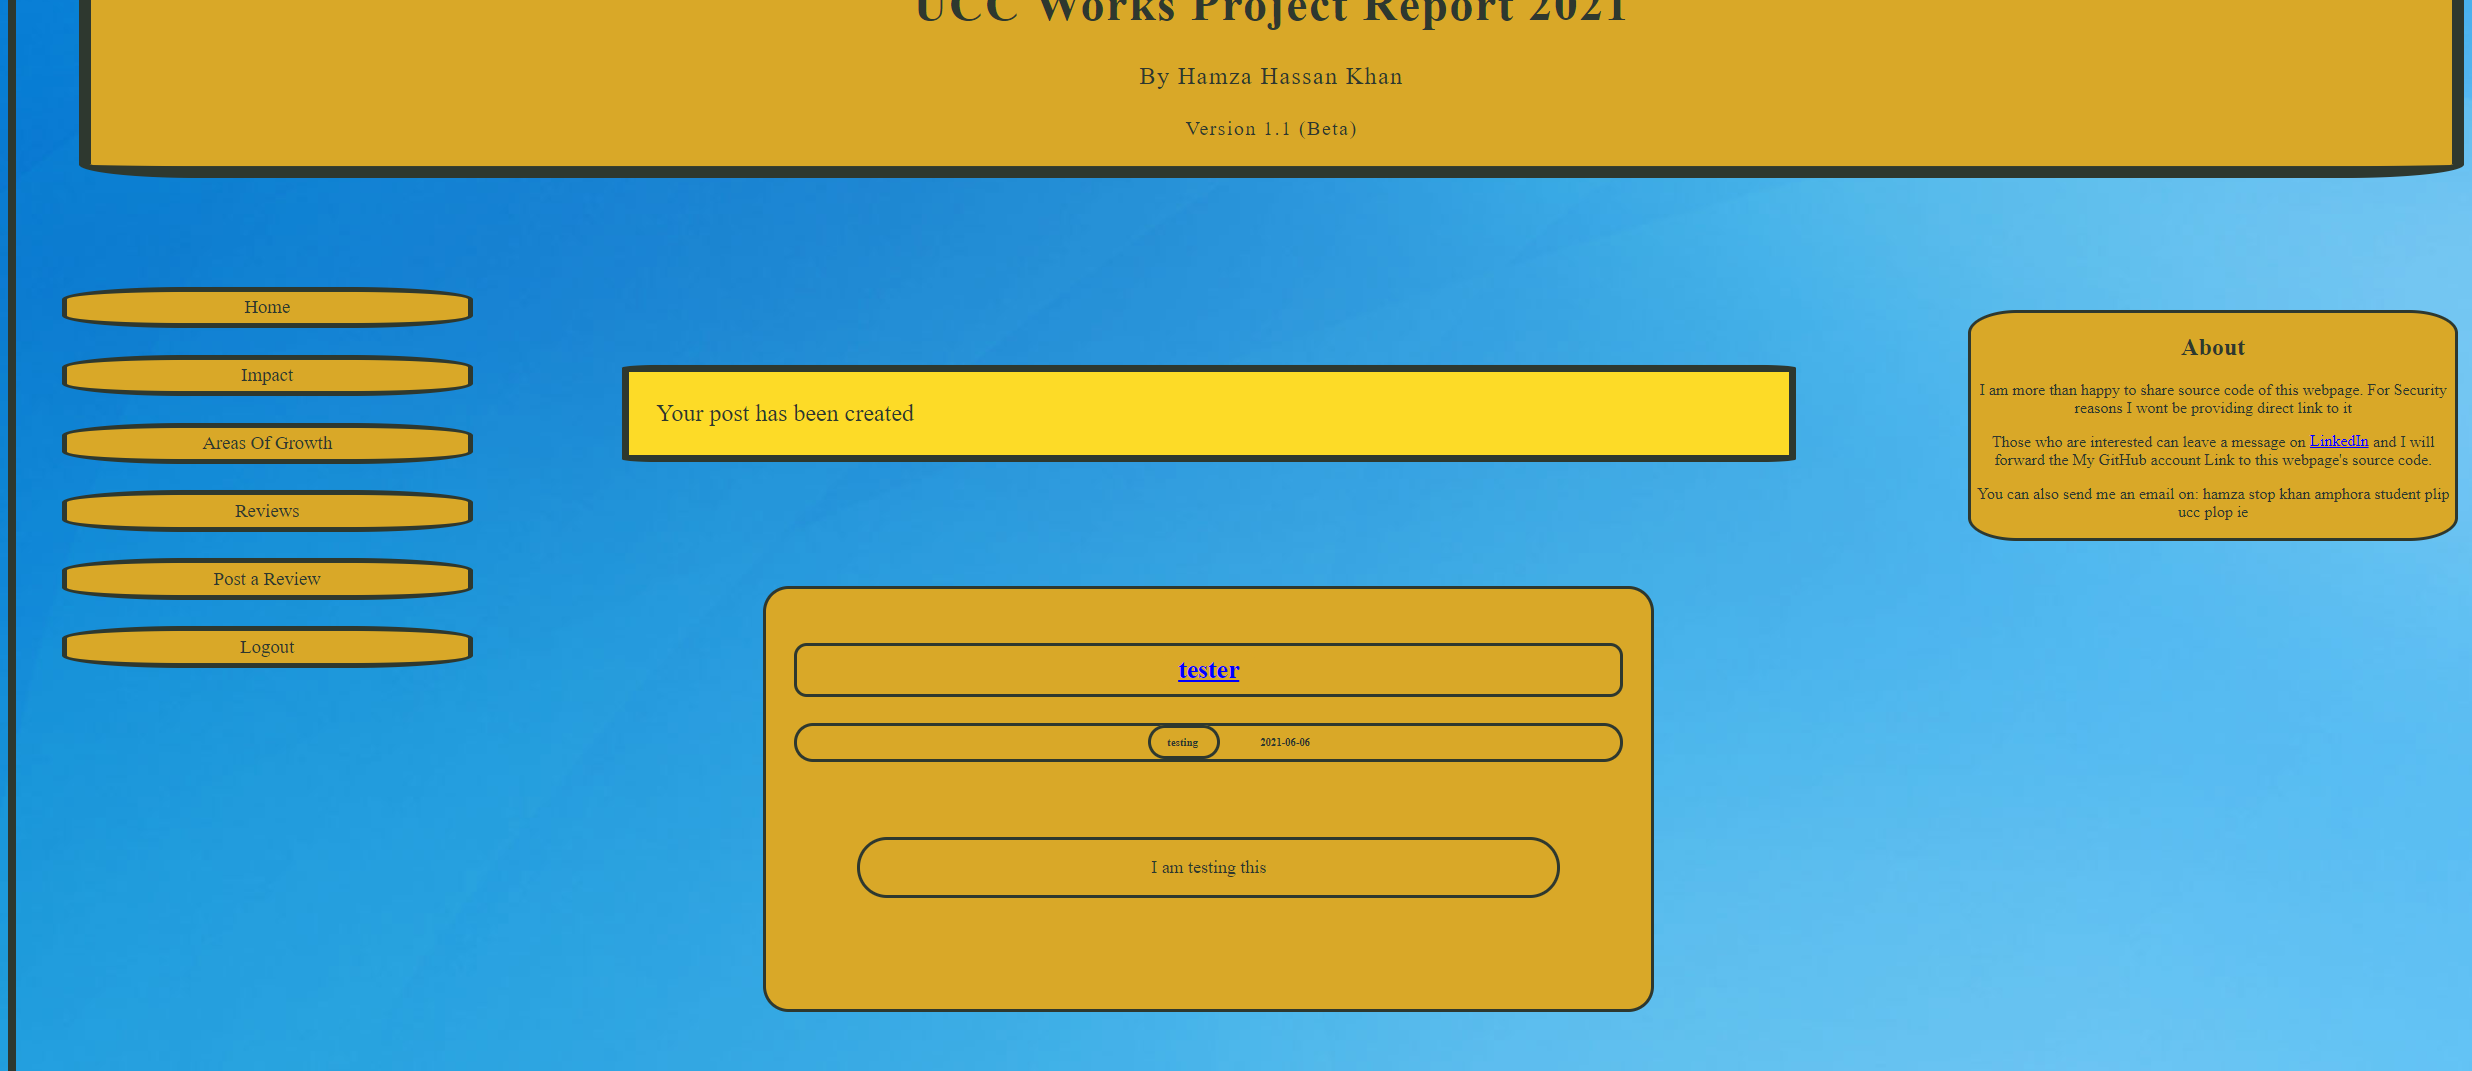 UCC Works Project Report 2021
By Hamza Hassan Khan
Version 1.1 (Beta)
Home
Impact
Areas Of Growth
Reviews
Post a Review
Logout
Your post has been created
tester
testing 2021-06-06
I am testing this
About
I am more than happy to share source code of this webpage. For Security
reasons I wont be providing direct link to it
Those who are interested can leave a message on LinkedIn and I will
forward the My GitHub account Link to this webpage's source code.
You can also send me an email on: hamza stop khan amphora student plip
ucc plop ie